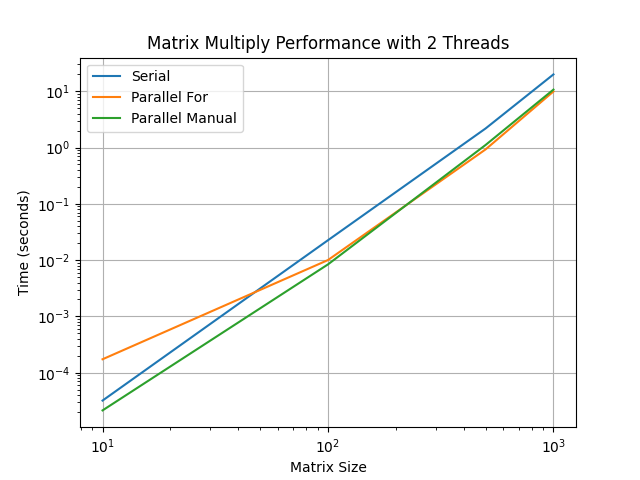 Matrix Multiply Performance with 2 Threads
Serial
Parallel For
Parallel Manual
Time (seconds)
10¹
10⁰
10⁻¹
10⁻²
10⁻³
10⁻⁴
10¹ 10² 10³
Matrix Size